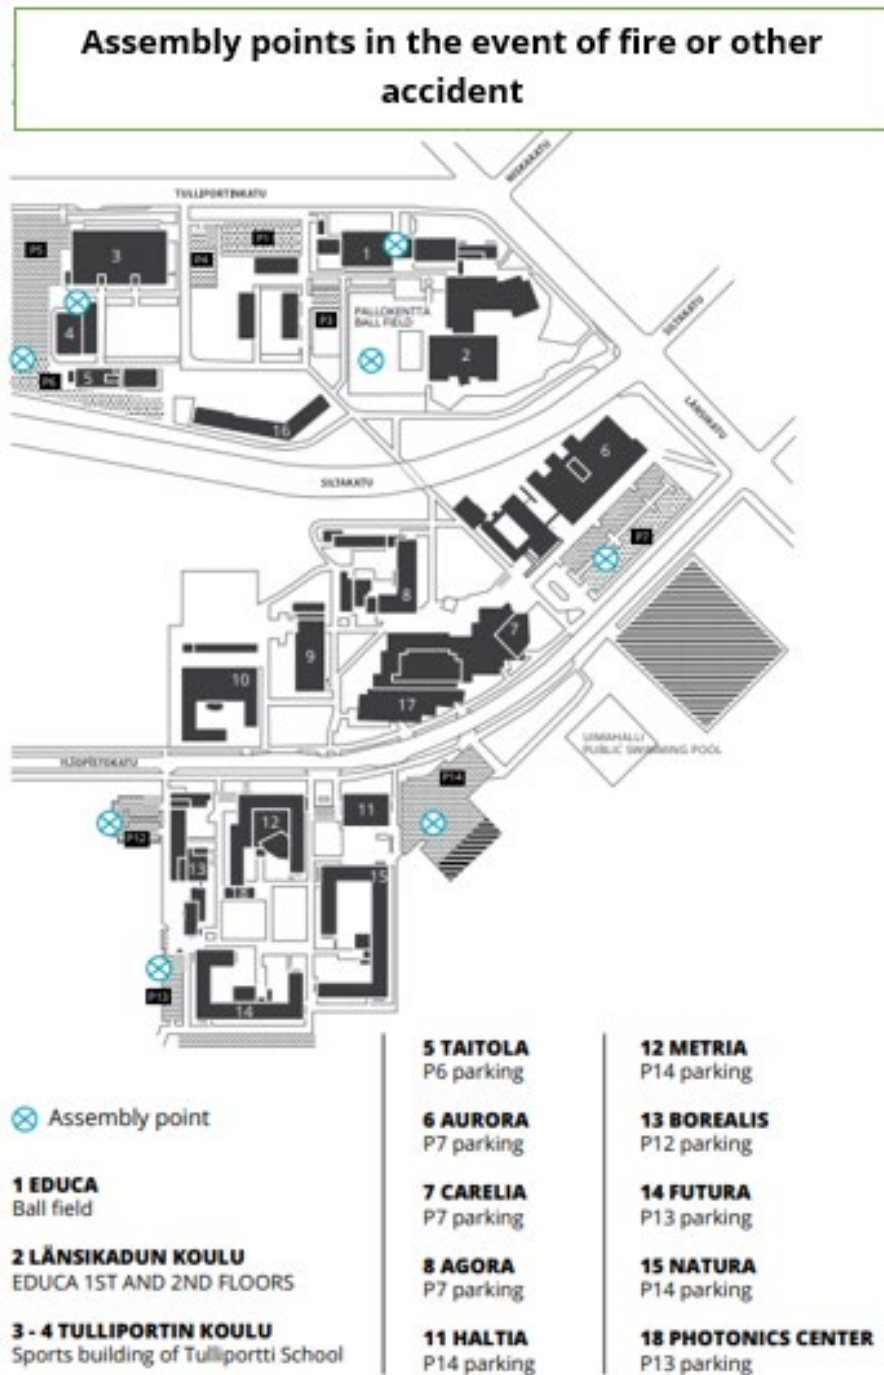 Assembly points in the event of fire or other
accident
NISKAKATU
TULLIPORTINKATU
P5
3
P4
P1
1
SILTAKATU
4
P3
PALLOKENTTÄ
BALL FIELD
2
P6
5
LÄNSIKATU
16
6
SILTAKATU
P7
8
7
9
10
17
UIMAHALLI
PUBLIC SWIMMING POOL
YLIOPISTOKATU
P14
11
12
P12
13
15
18
P13
14
Assembly point
1 EDUCA
Ball field
2 LÄNSIKADUN KOULU
EDUCA 1ST AND 2ND FLOORS
3 - 4 TULLIPORTIN KOULU
Sports building of Tulliportti School
5 TAITOLA
P6 parking
6 AURORA
P7 parking
7 CARELIA
P7 parking
8 AGORA
P7 parking
11 HALTIA
P14 parking
12 METRIA
P14 parking
13 BOREALIS
P12 parking
14 FUTURA
P13 parking
15 NATURA
P14 parking
18 PHOTONICS CENTER
P13 parking